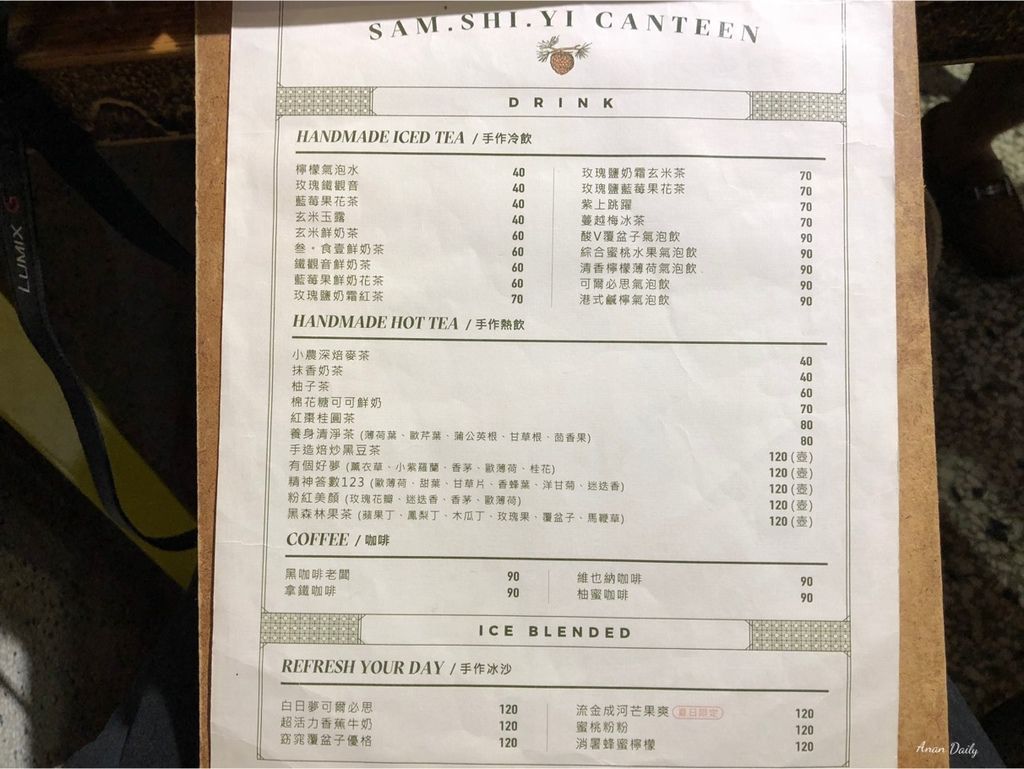 SAM.SHI.YI CANTEEN
DRINK
HANDMADE ICED TEA / 手作冷飲
檸檬氣泡水 40
玫瑰鐵觀音 40
藍莓果花茶 40
玄米玉露 40
玄米鮮奶茶 60
叁・食壹鮮奶茶 60
鐵觀音鮮奶茶 60
藍莓果鮮奶花茶 60
玫瑰鹽奶霜紅茶 70
玫瑰鹽奶霜玄米茶 70
玫瑰鹽藍莓果花茶 70
紫上跳躍 70
蔓越梅冰茶 70
酸V覆盆子氣泡飲 90
綜合蜜桃水果氣泡飲 90
清香檸檬薄荷氣泡飲 90
可爾必思氣泡飲 90
港式鹹檸氣泡飲 90
HANDMADE HOT TEA / 手作熱飲
小農深焙麥茶 40
抹香奶茶 40
柚子茶 60
棉花糖可可鮮奶 70
紅棗桂圓茶 80
養身清淨茶 (薄荷葉、歐芹葉、蒲公英根、甘草根、茴香果) 80
手造焙炒黑豆茶 120 (壺)
有個好夢 (薰衣草、小紫羅蘭、香茅、歐薄荷、桂花) 120 (壺)
精神答數123 (歐薄荷、甜葉、甘草片、香蜂葉、洋甘菊、迷迭香) 120 (壺)
粉紅美顏 (玫瑰花瓣、迷迭香、香茅、歐薄荷) 120 (壺)
黑森林果茶 (蘋果丁、鳳梨丁、木瓜丁、玫瑰果、覆盆子、馬鞭草) 120 (壺)
COFFEE / 咖啡
黑咖啡老闆 90
拿鐵咖啡 90
維也納咖啡 90
柚蜜咖啡 90
ICE BLENDED
REFRESH YOUR DAY / 手作冰沙
白日夢可爾必思 120
超活力香蕉牛奶 120
窈窕覆盆子優格 120
流金成河芒果爽 夏日限定 120
蜜桃粉粉 120
消暑蜂蜜檸檬 120
LUMIX G
Anan Daily